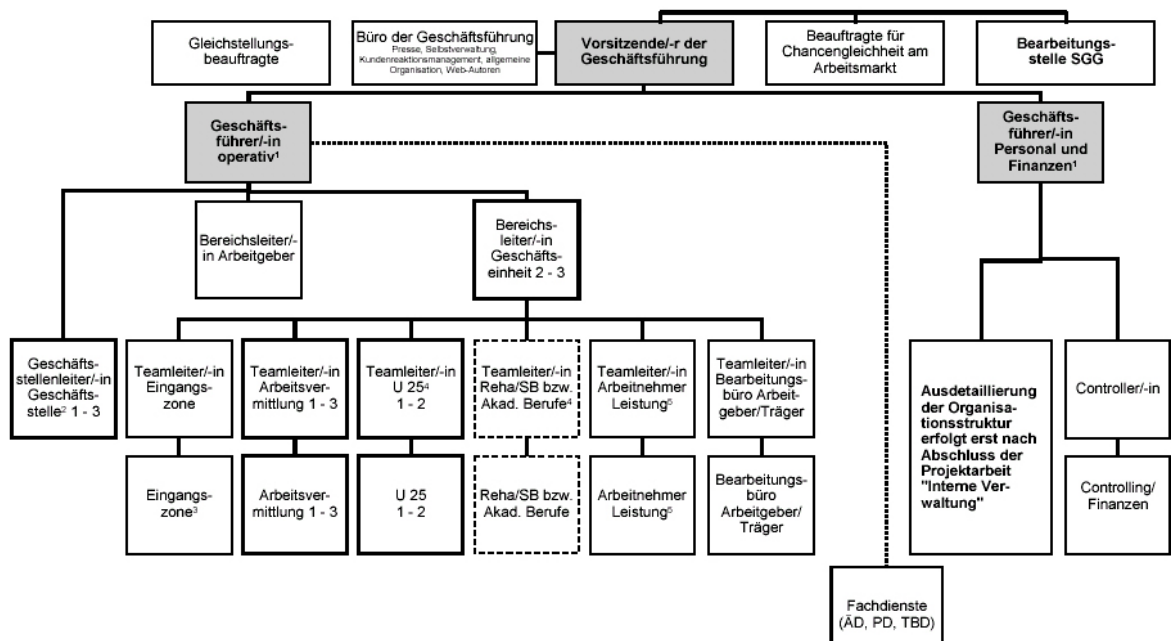 Gleichstellungs-
beauftragte
Büro der Geschäftsführung
Presse, Selbstverwaltung,
Kundenreaktionsmanagement, allgemeine
Organisation, Web-Autoren
Vorsitzende/-r der
Geschäftsführung
Beauftragte für
Chancengleichheit am
Arbeitsmarkt
Bearbeitungs-
stelle SGG
Geschäfts-
führer/-in
operativ¹
Geschäfts-
führer/-in
Personal und
Finanzen¹
Bereichsleiter/-
in Arbeitgeber
Bereichs-
leiter/-in
Geschäfts-
einheit 2 - 3
Geschäfts-
stellenleiter/-in
Geschäfts-
stelle² 1 - 3
Teamleiter/-in
Eingangs-
zone
Teamleiter/-in
Arbeitsver-
mittlung 1 - 3
Teamleiter/-in
U 25⁴
1 - 2
Teamleiter/-in
Reha/SB bzw.
Akad. Berufe⁴
Teamleiter/-in
Arbeitnehmer
Leistung⁵
Teamleiter/-in
Bearbeitungs-
büro Arbeit-
geber/Träger
Ausdetaillierung
der Organisa-
tionsstruktur
erfolgt erst nach
Abschluss der
Projektarbeit
"Interne Ver-
waltung"
Controller/-in
Eingangs-
zone³
Arbeitsver-
mittlung 1 - 3
U 25
1 - 2
Reha/SB bzw.
Akad. Berufe
Arbeitnehmer
Leistung⁵
Bearbeitungs-
büro
Arbeitgeber/
Träger
Controlling/
Finanzen
Fachdienste
(ÄD, PD, TBD)